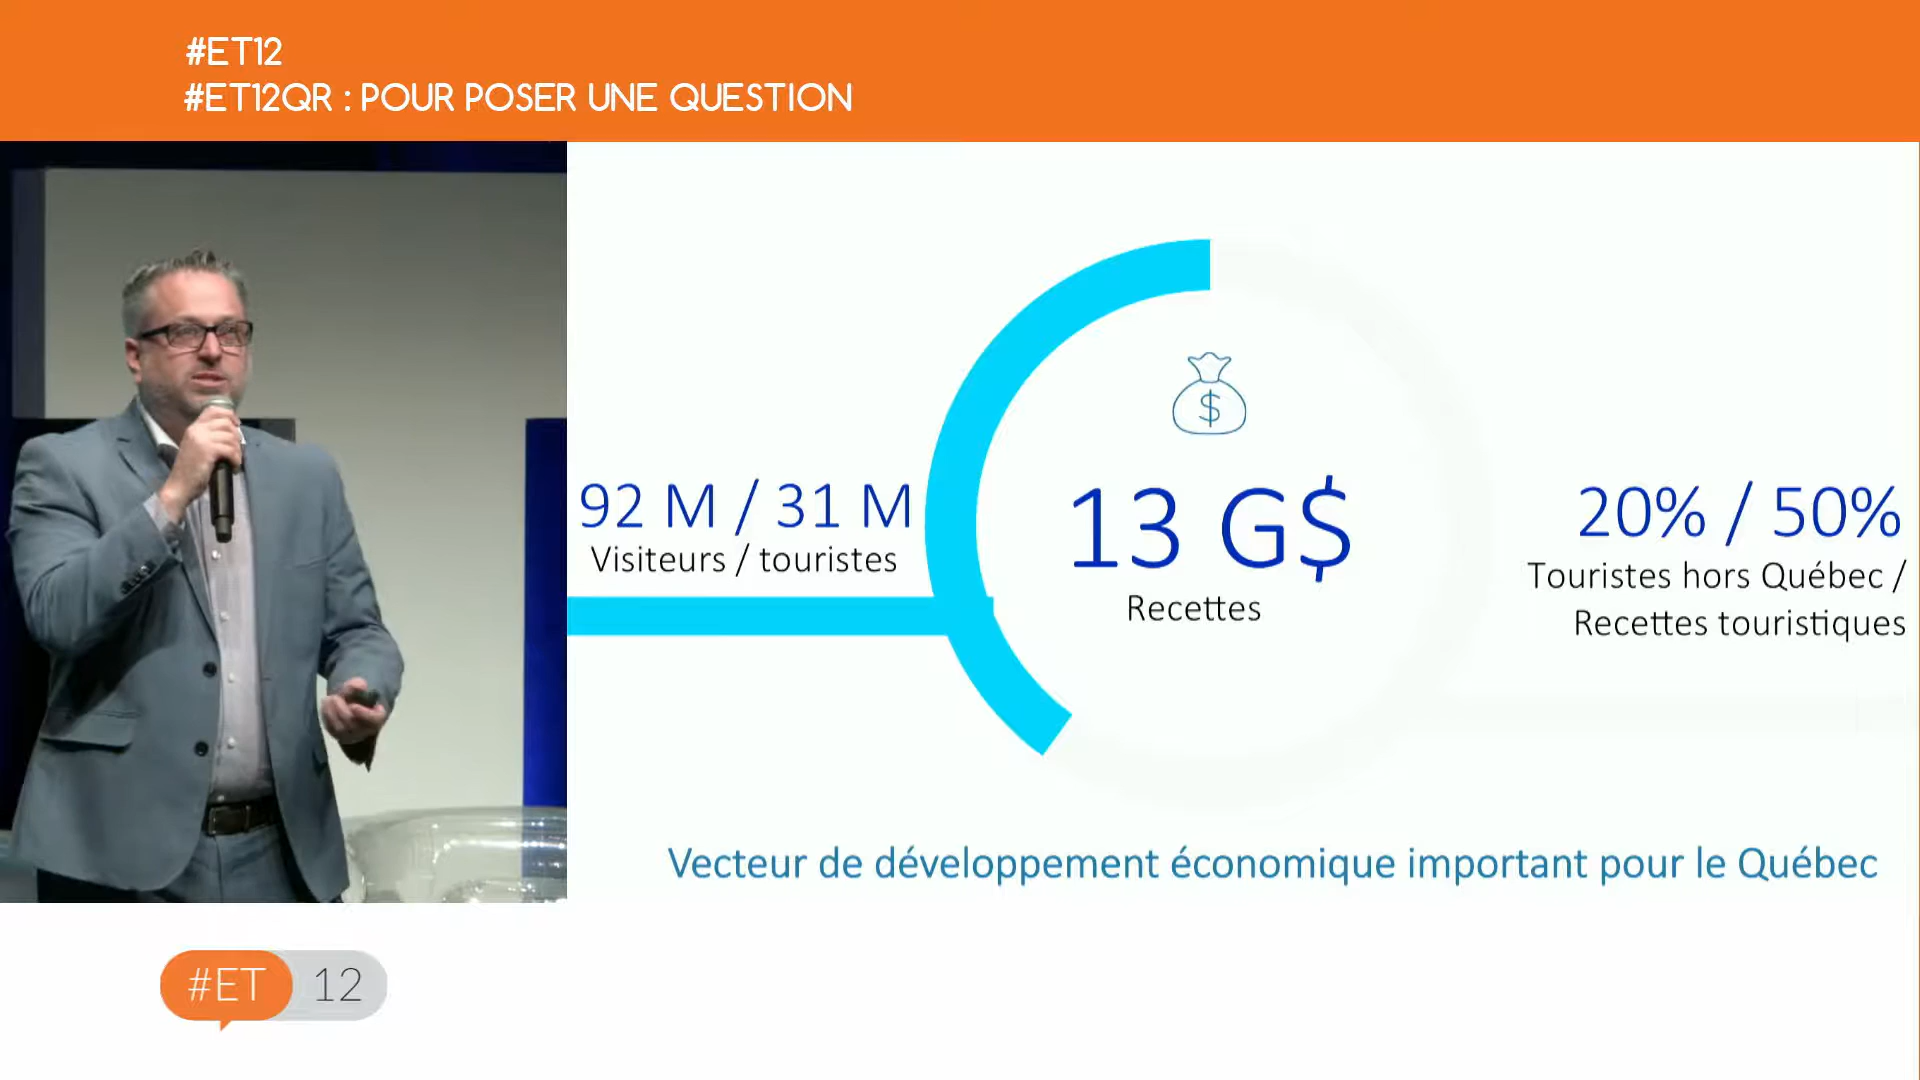 #ET12
#ET12QR : POUR POSER UNE QUESTION
92 M / 31 M
Visiteurs / touristes
$
13 G$
Recettes
20% / 50%
Touristes hors Québec /
Recettes touristiques
Vecteur de développement économique important pour le Québec
#ET 12